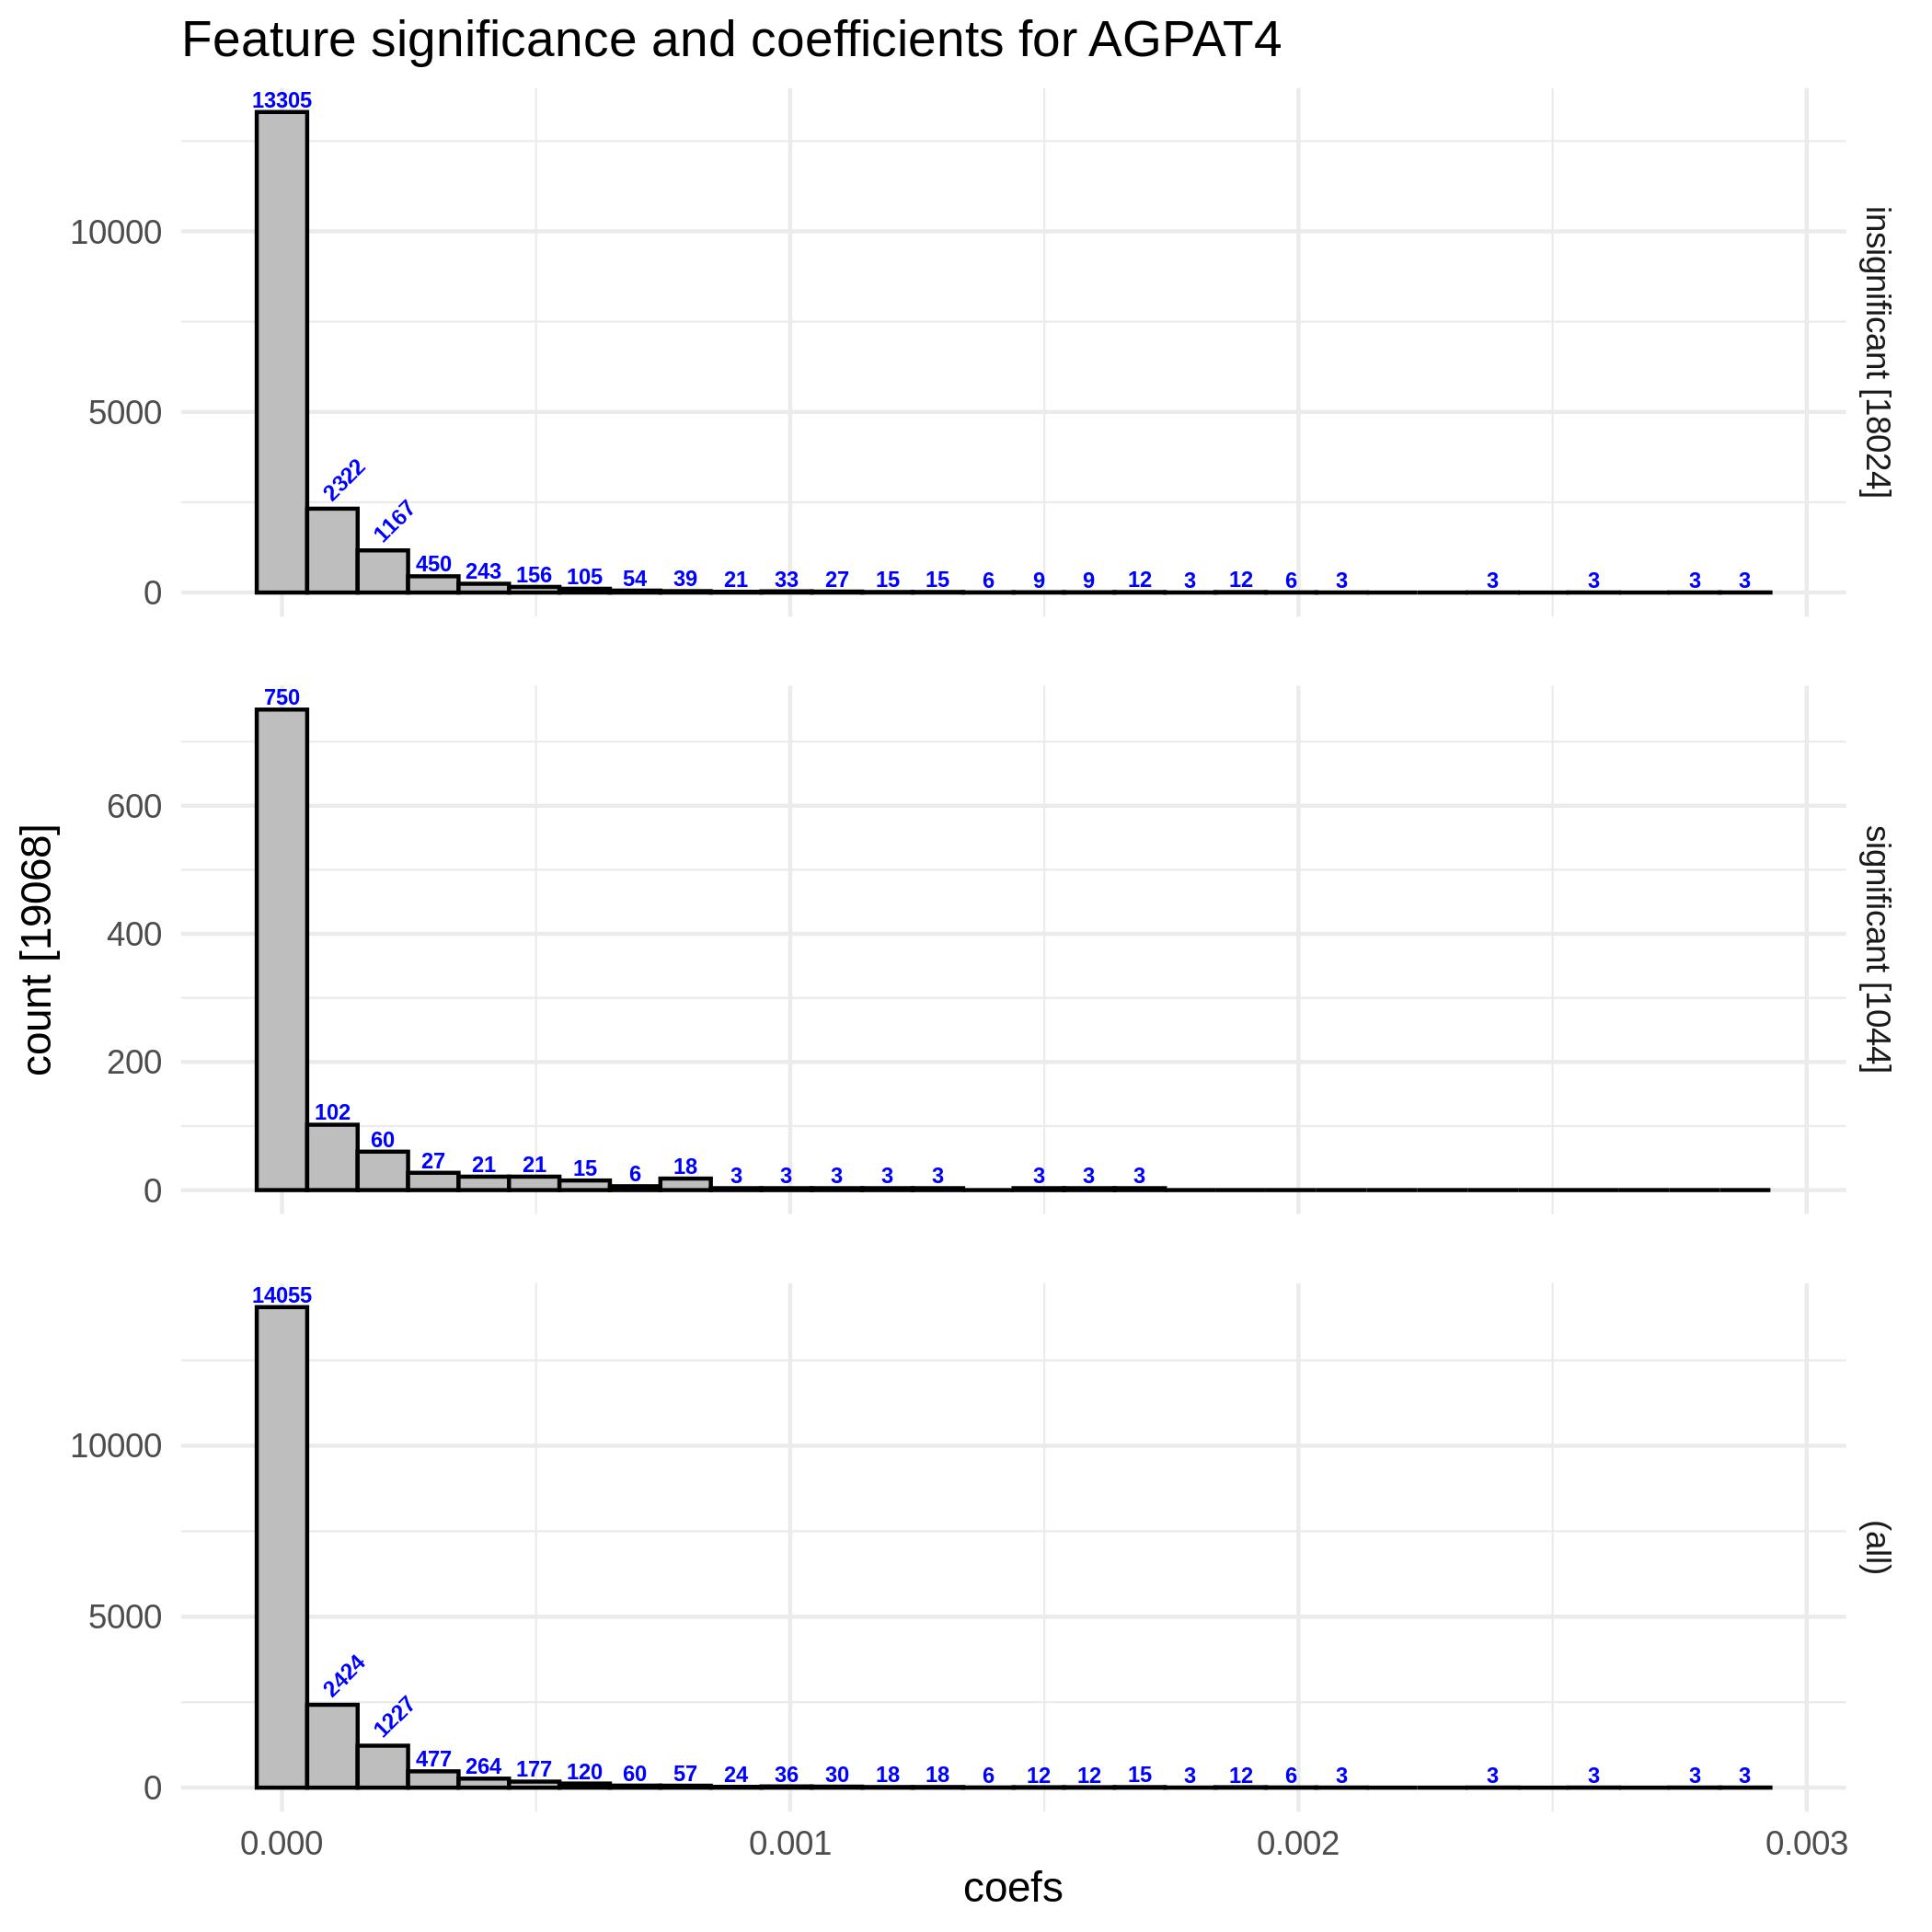 Feature significance and coefficients for AGPAT4
13305
10000
5000
2322
1167
450 243 156 105 54 39 21 33 27 15 15 6 9 9 12 3 12 6 3 3 3 3 3
0
insignificant [18024]
750
600
400
200
102
60
27 21 21 15 6 18 3 3 3 3 3 3 3 3
0
significant [1044]
count [19068]
14055
10000
5000
2424
1227
477 264 177 120 60 57 24 36 30 18 18 6 12 12 15 3 12 6 3 3 3 3 3
0
(all)
0.000 0.001 0.002 0.003
coefs